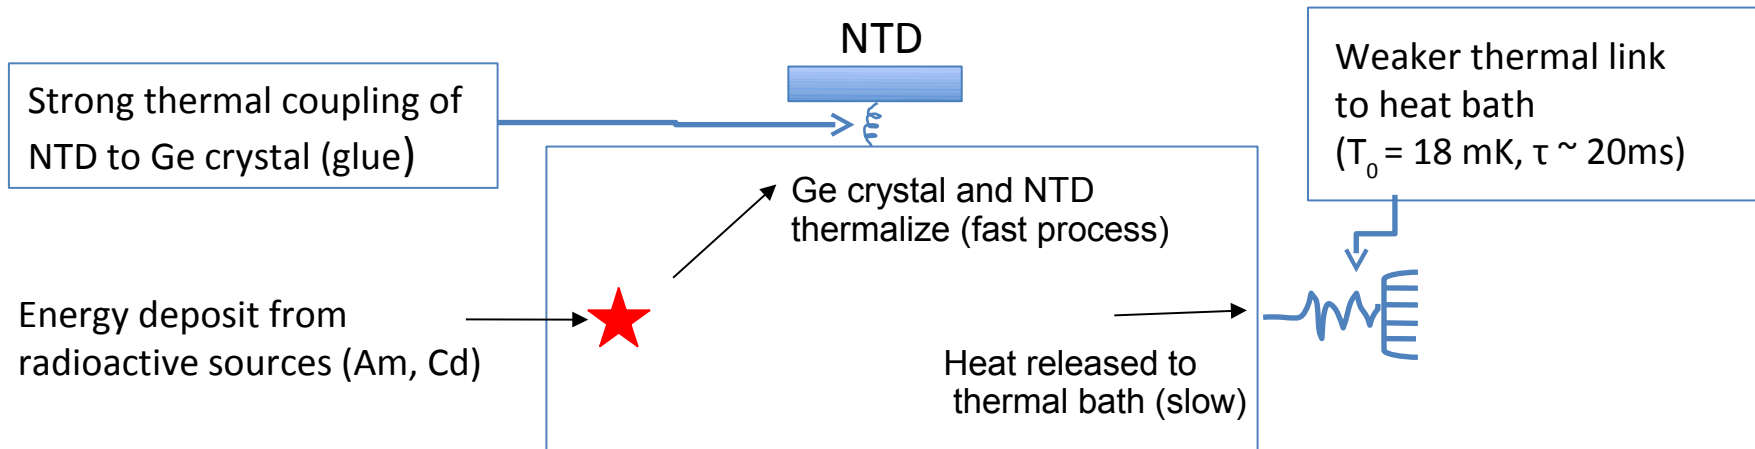 NTD
Strong thermal coupling of
NTD to Ge crystal (glue)
Weaker thermal link
to heat bath
(T₀ = 18 mK, τ ~ 20ms)
Ge crystal and NTD
thermalize (fast process)
Energy deposit from
radioactive sources (Am, Cd)
Heat released to
thermal bath (slow)